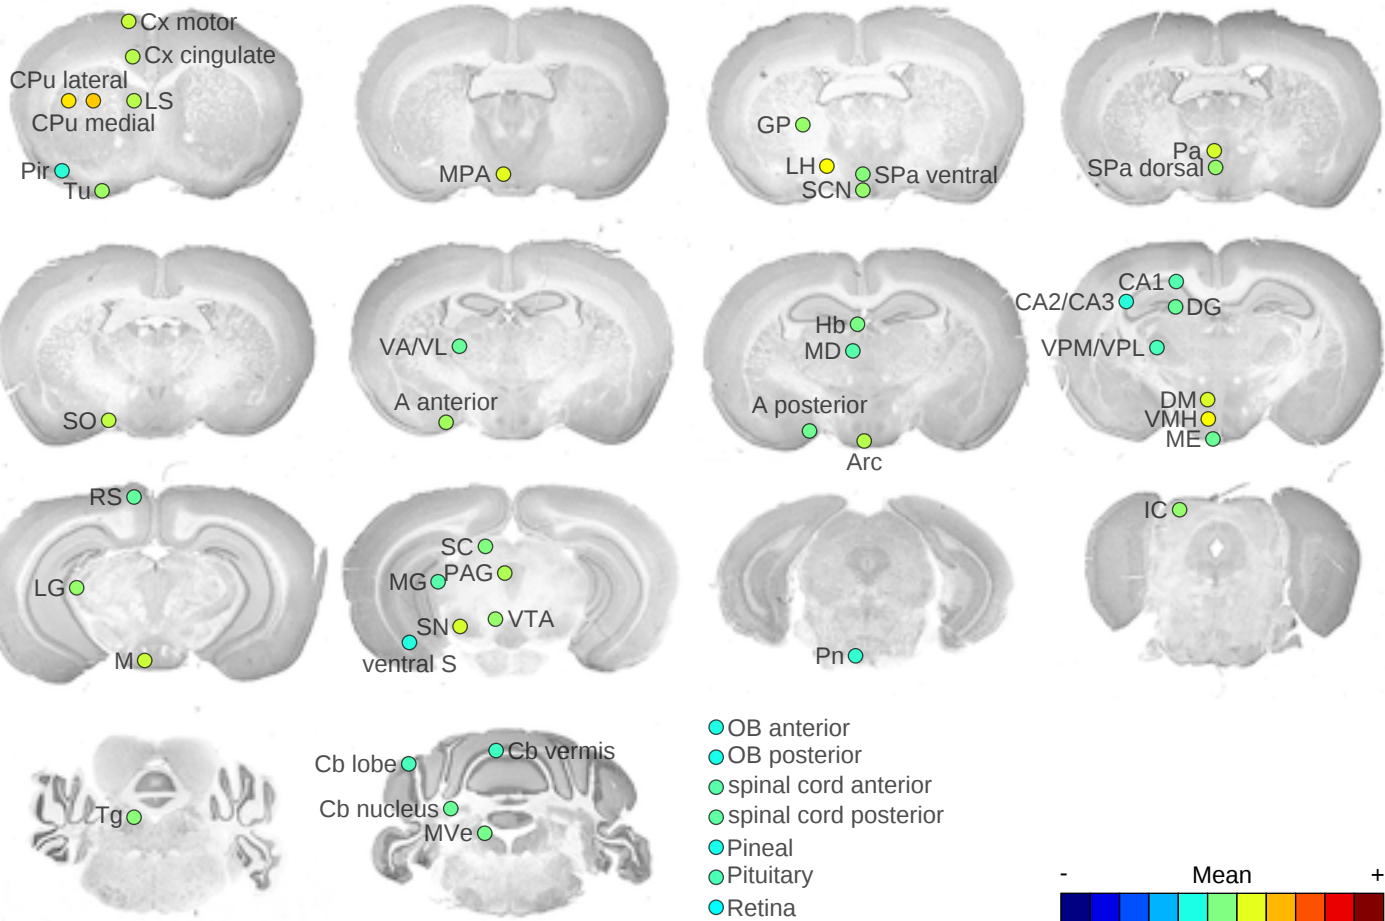 Cx motor
Cx cingulate
CPu lateral
LS
CPu medial
Pir
Tu
MPA
GP
LH
SPa ventral
SCN
Pa
SPa dorsal
SO
VA/VL
A anterior
Hb
MD
A posterior
Arc
CA1
CA2/CA3
DG
VPM/VPL
DM
VMH
ME
RS
LG
M
SC
PAG
MG
VTA
SN
ventral S
Pn
IC
Tg
Cb vermis
Cb lobe
Cb nucleus
MVe
OB anterior
OB posterior
spinal cord anterior
spinal cord posterior
Pineal
Pituitary
Retina
- Mean +